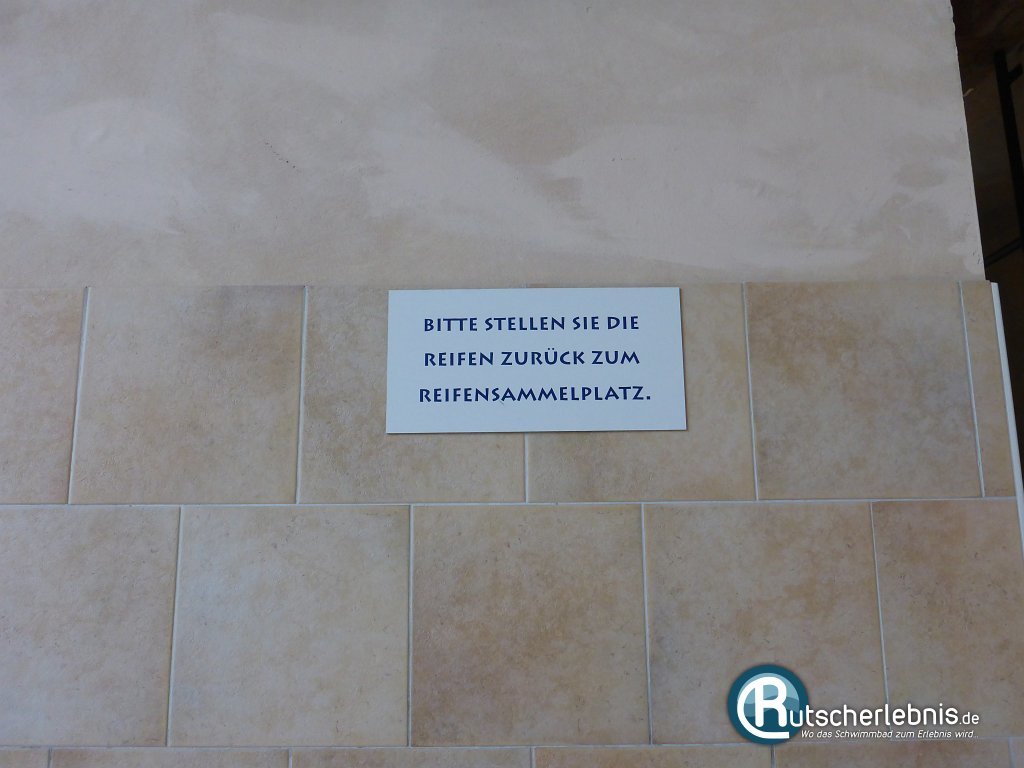 BITTE STELLEN SIE DIE
REIFEN ZURÜCK ZUM
REIFENSAMMELPLATZ.
Rutscherlebnis.de
Wo das Schwimmbad zum Erlebnis wird..